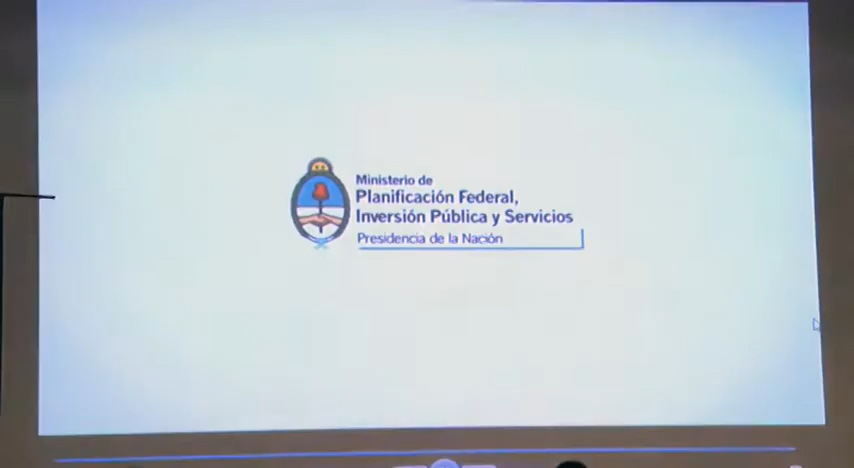 Ministerio de
Planificación Federal,
Inversión Pública y Servicios
Presidencia de la Nación